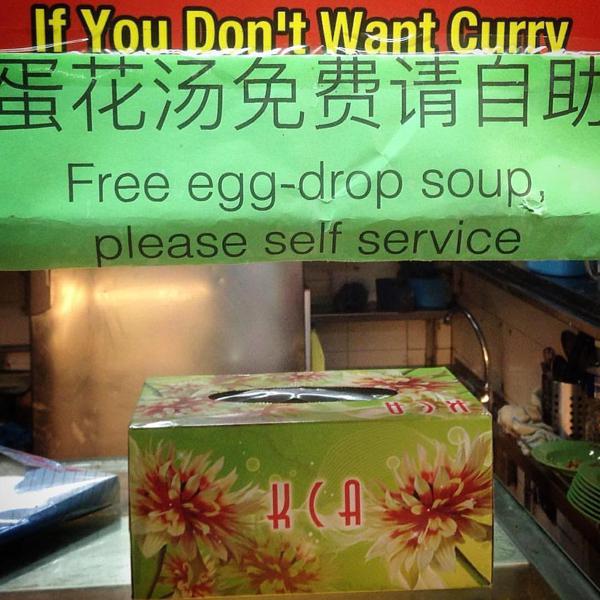 If You Don't Want Curry
蛋花汤免费请自助
Free egg-drop soup,
please self service
KCA
KCA